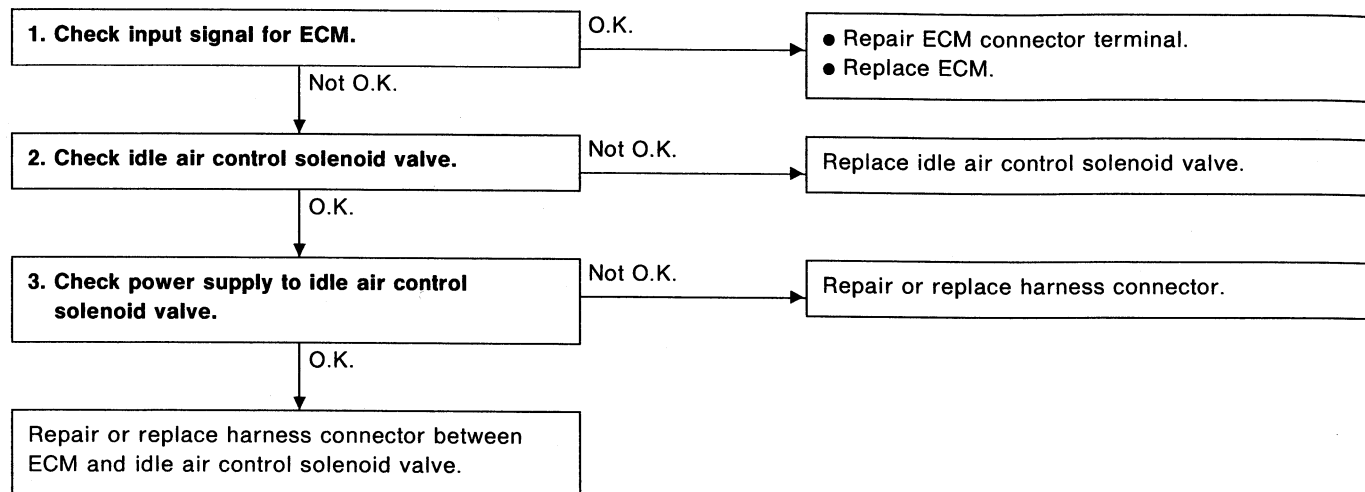 1. Check input signal for ECM.
O.K.
● Repair ECM connector terminal.
● Replace ECM.
Not O.K.
2. Check idle air control solenoid valve.
Not O.K.
Replace idle air control solenoid valve.
O.K.
3. Check power supply to idle air control
solenoid valve.
Not O.K.
Repair or replace harness connector.
O.K.
Repair or replace harness connector between
ECM and idle air control solenoid valve.